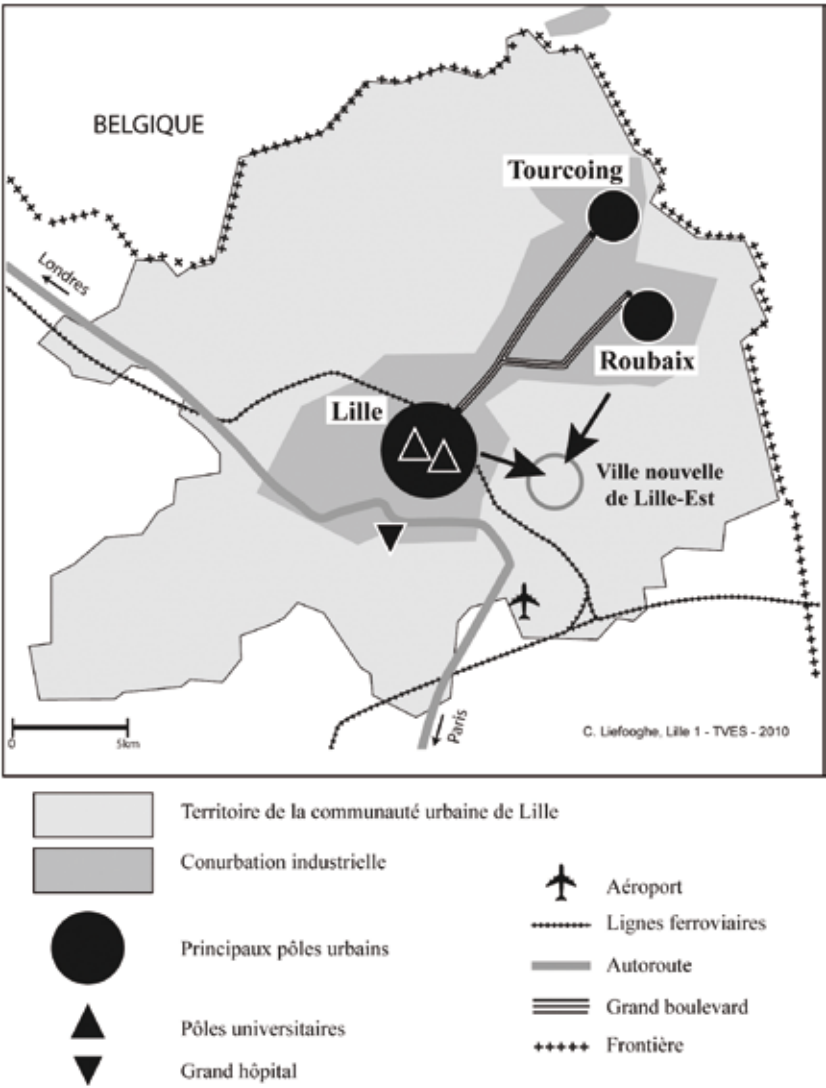 BELGIQUE
Tourcoing
Londres
Roubaix
Lille
Ville nouvelle
de Lille-Est
Paris
0 5km
C. Liefooghe, Lille 1 - TVES - 2010
Territoire de la communauté urbaine de Lille
Conurbation industrielle
Principaux pôles urbains
Pôles universitaires
Grand hôpital
Aéroport
Lignes ferroviaires
Autoroute
Grand boulevard
Frontière